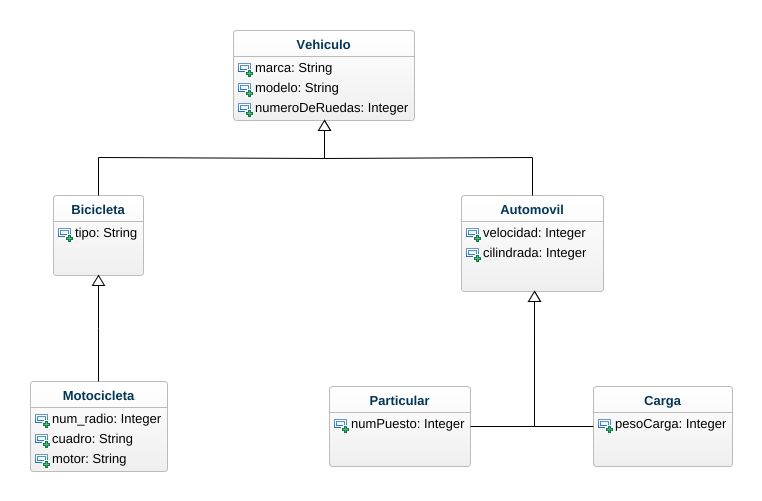 Vehiculo
marca: String
modelo: String
numeroDeRuedas: Integer
Bicicleta
tipo: String
Automovil
velocidad: Integer
cilindrada: Integer
Motocicleta
num_radio: Integer
cuadro: String
motor: String
Particular
numPuesto: Integer
Carga
pesoCarga: Integer